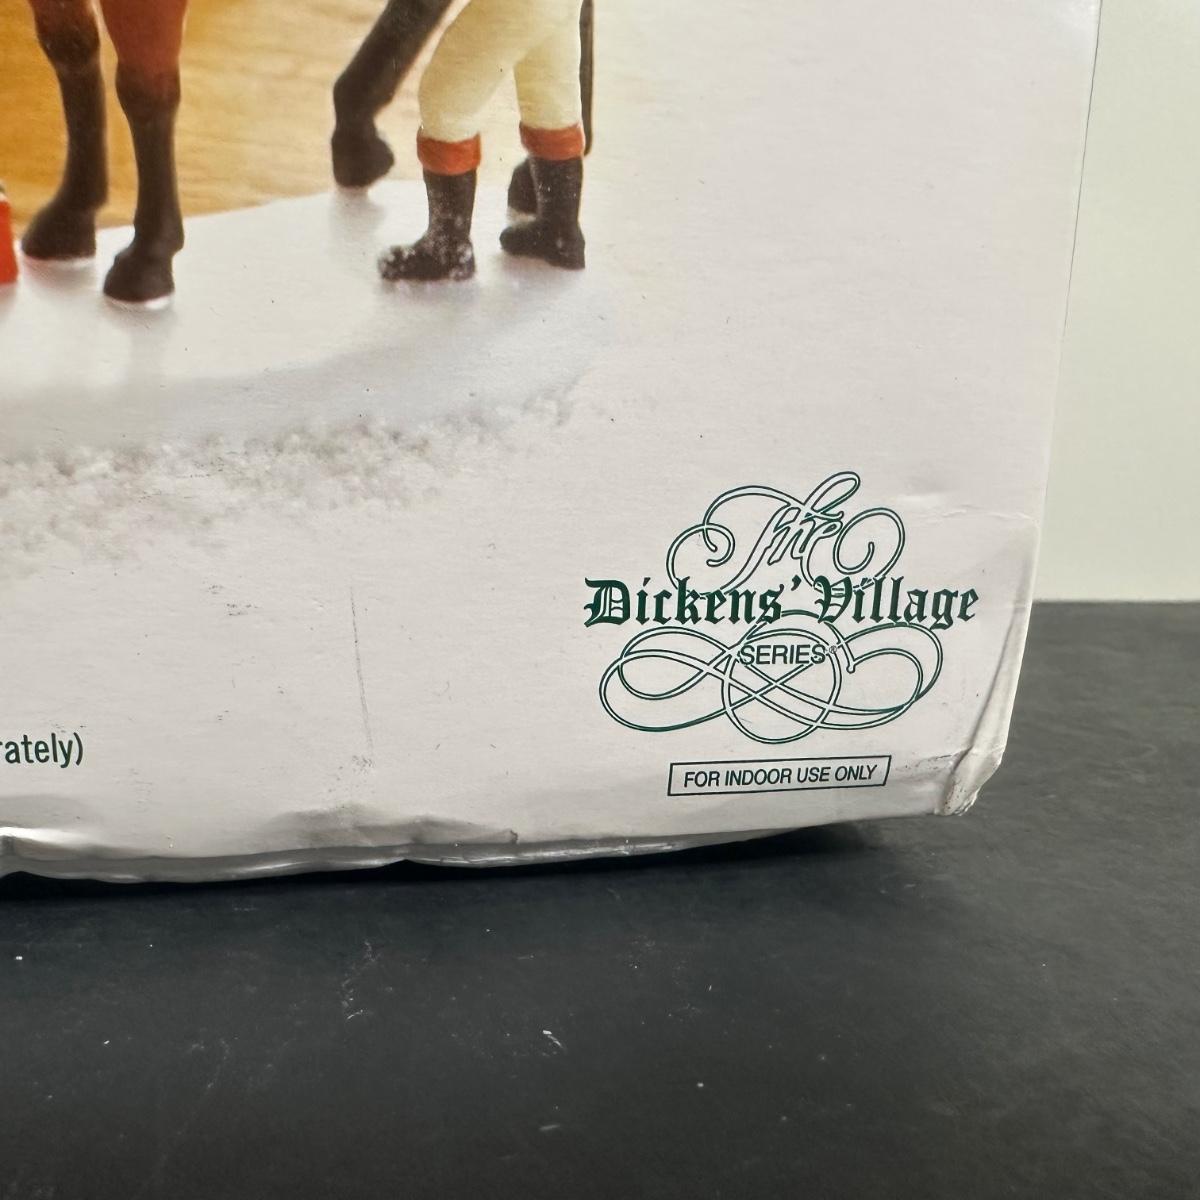 The
Dickens' Village
SERIES®
rately)
FOR INDOOR USE ONLY